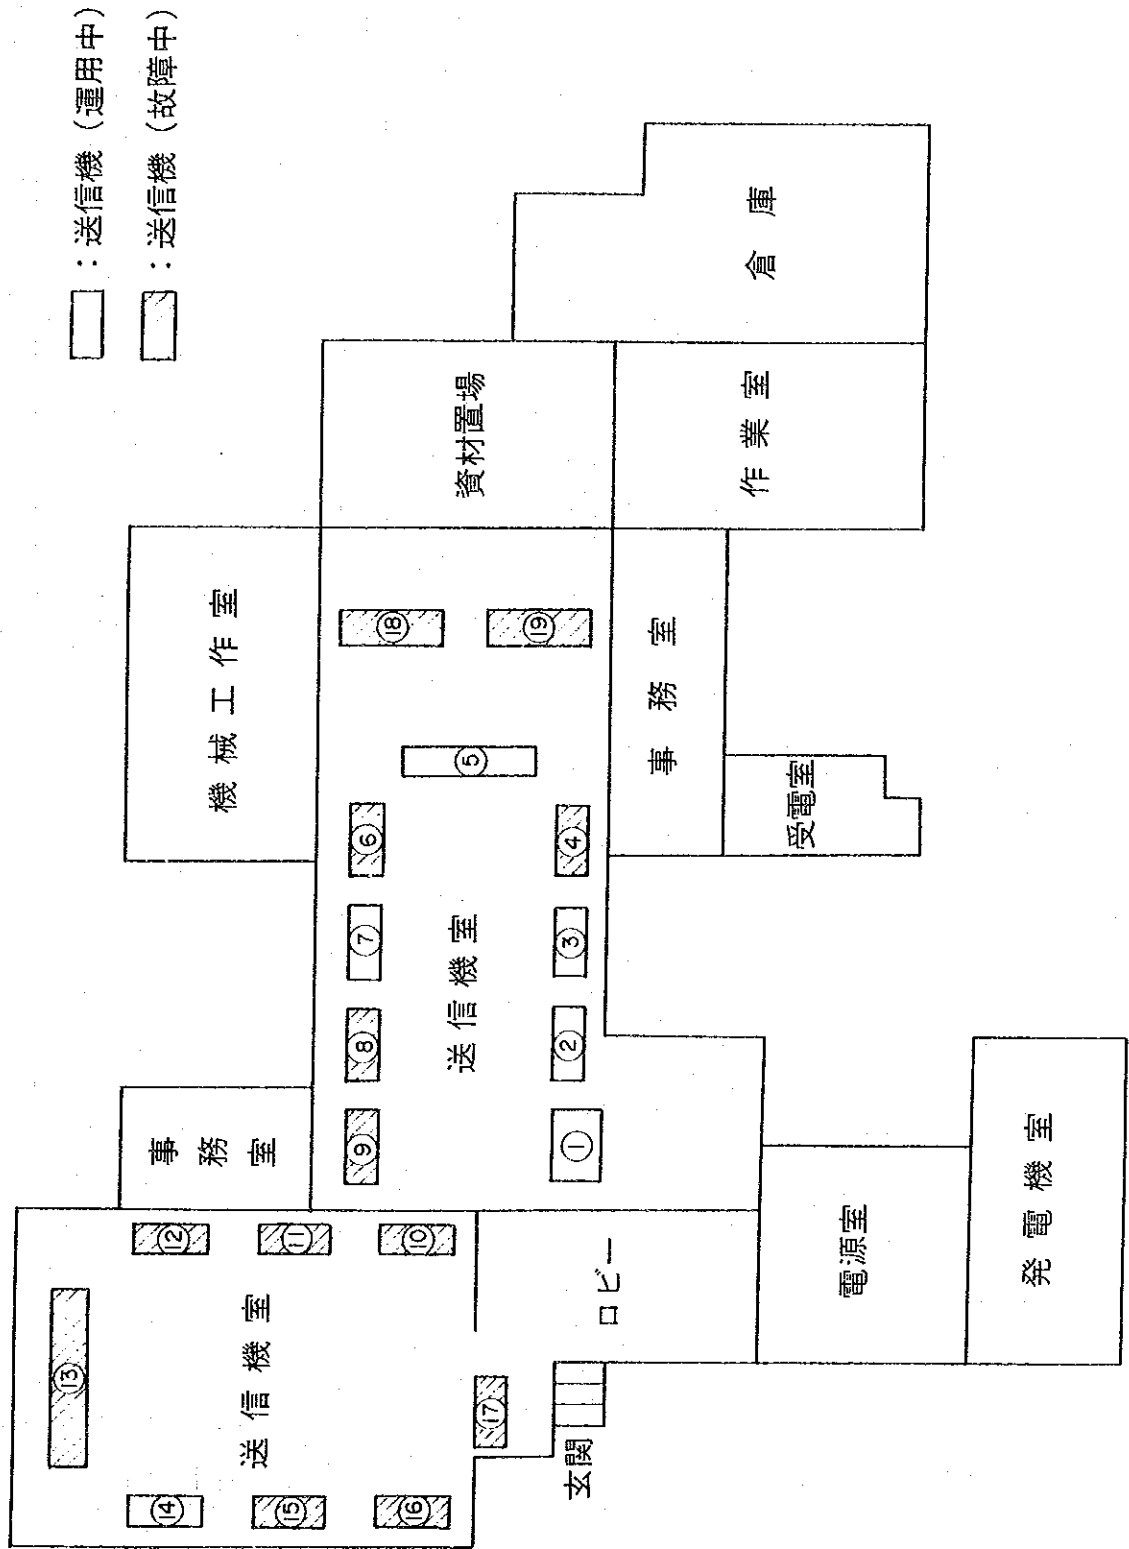 ：送信機（運用中）
：送信機（故障中）
⑬
⑫
⑪
⑩
⑭
⑮
⑯
⑰
送信機室
事務室
機械工作室
⑨
⑧
⑦
⑥
⑤
⑱
⑲
送信機室
①
②
③
④
資材置場
倉庫
作業室
事務室
受電室
玄関
ロビー
電源室
発電機室